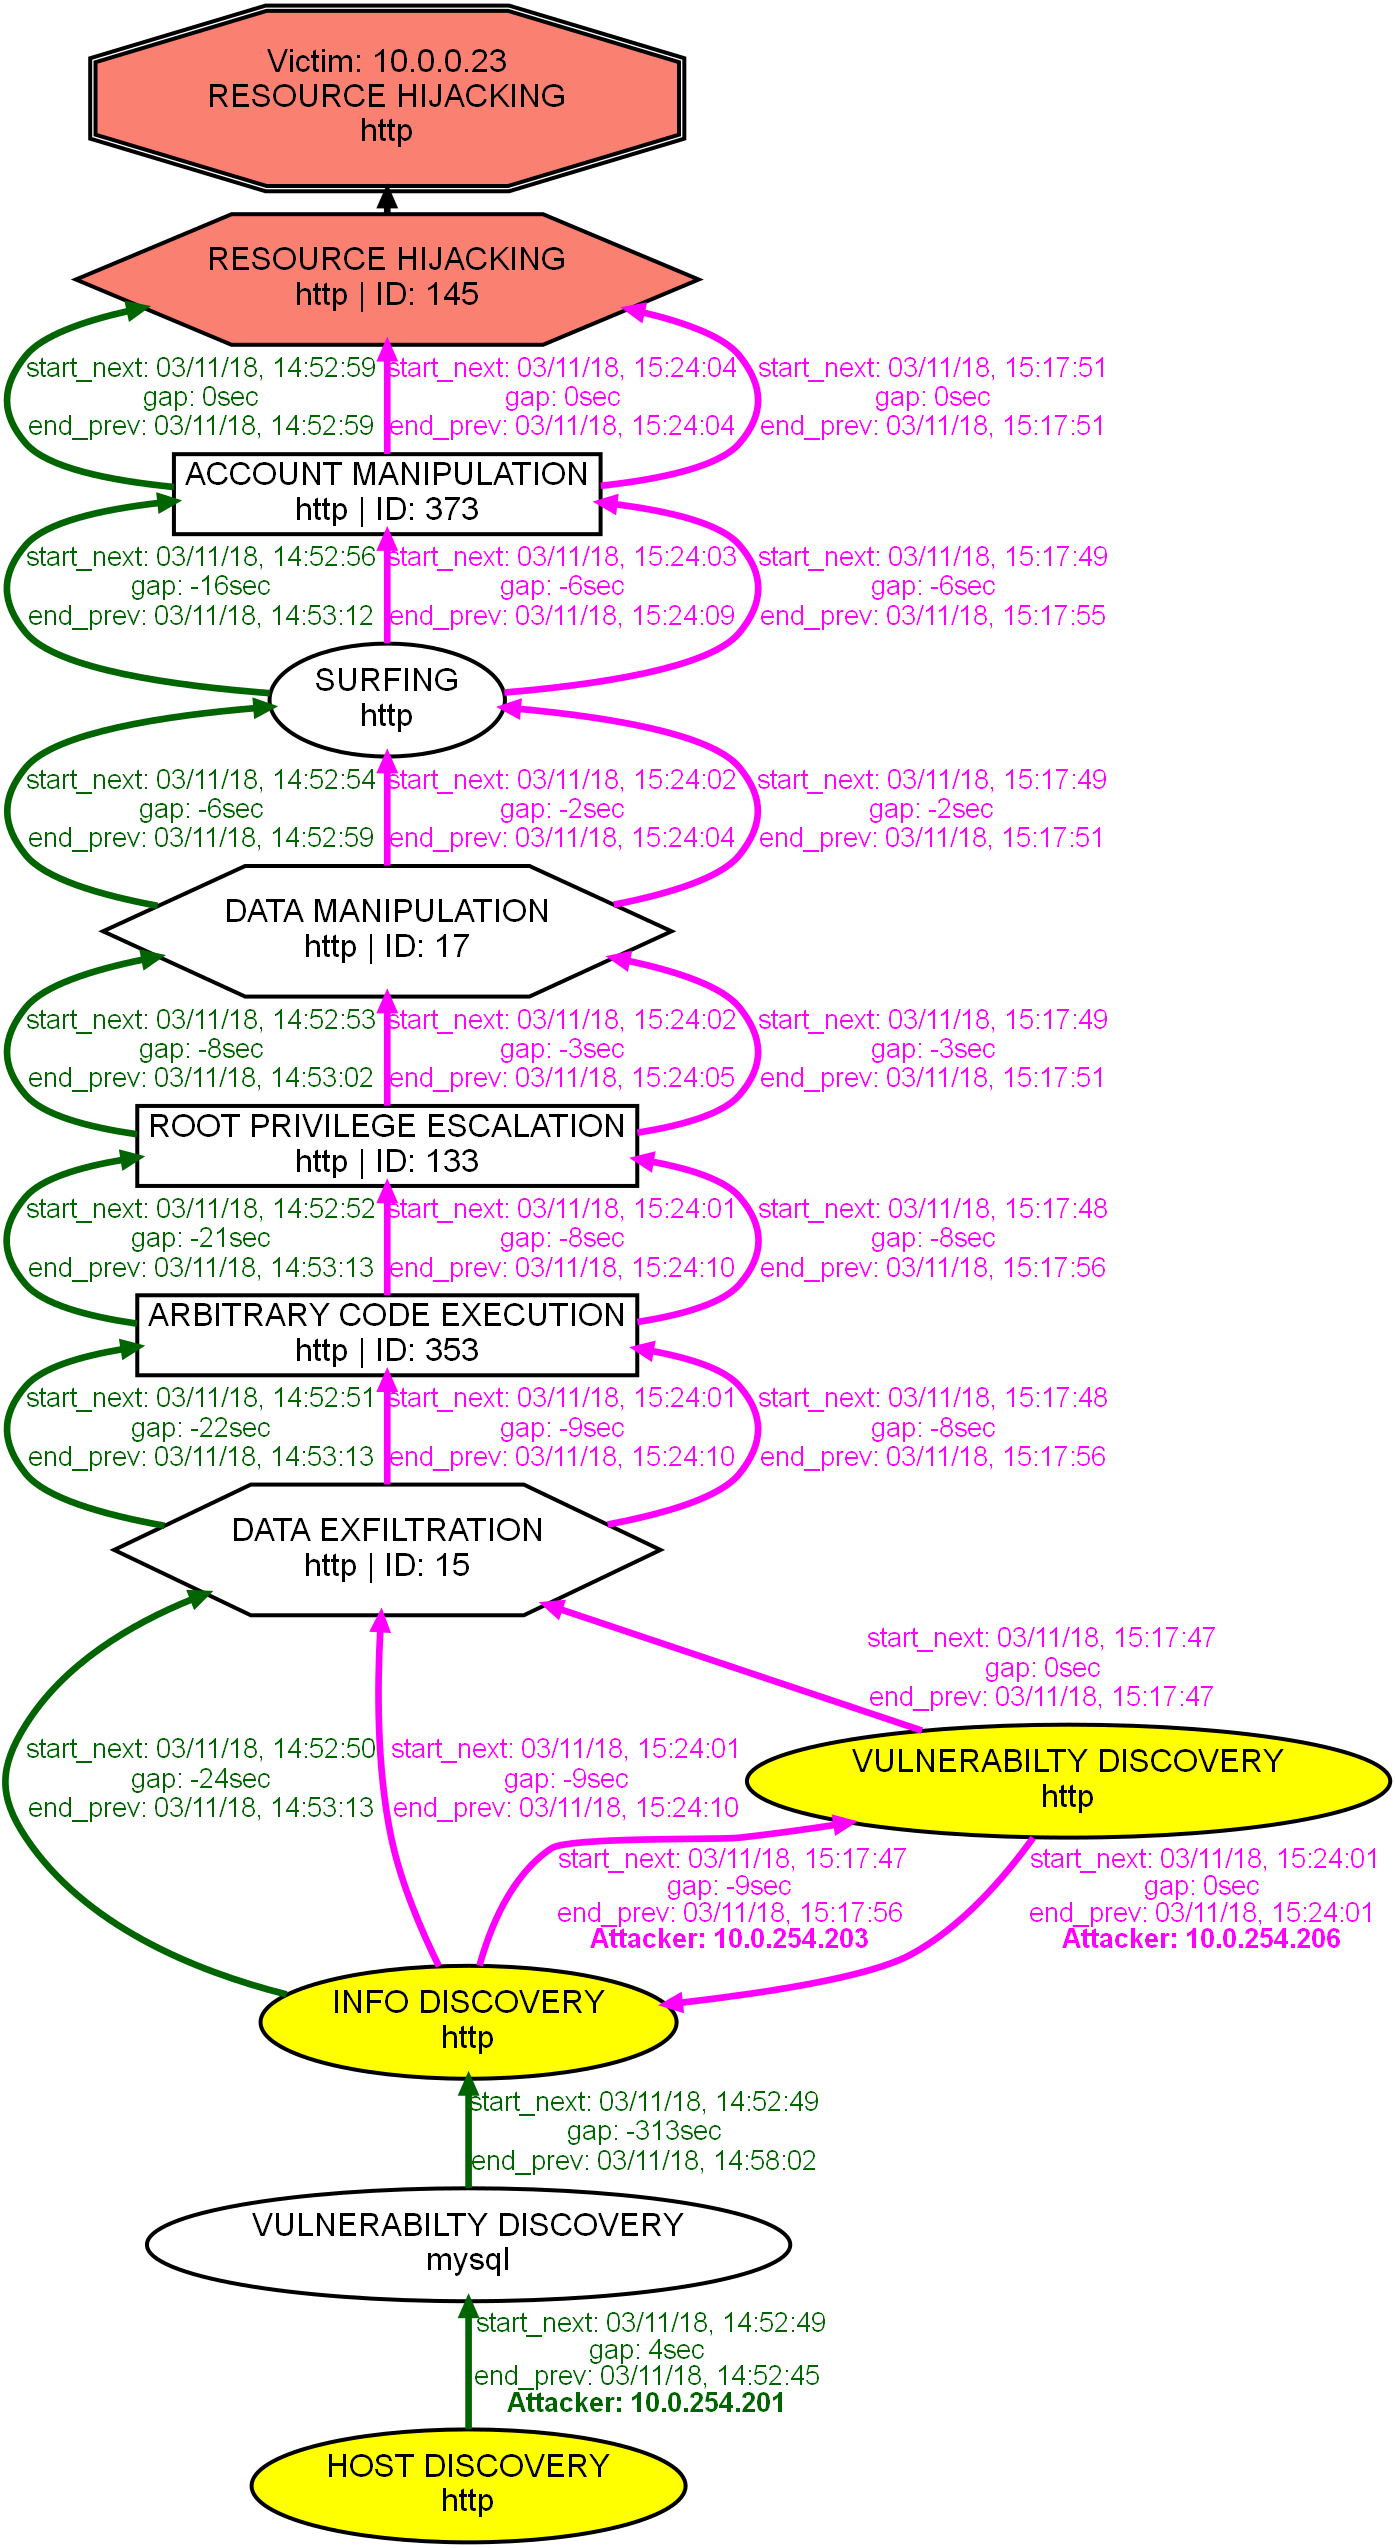 Victim: 10.0.0.23
RESOURCE HIJACKING
http
RESOURCE HIJACKING
http | ID: 145
start_next: 03/11/18, 14:52:59
gap: 0sec
end_prev: 03/11/18, 14:52:59
start_next: 03/11/18, 15:24:04
gap: 0sec
end_prev: 03/11/18, 15:24:04
start_next: 03/11/18, 15:17:51
gap: 0sec
end_prev: 03/11/18, 15:17:51
ACCOUNT MANIPULATION
http | ID: 373
start_next: 03/11/18, 14:52:56
gap: -16sec
end_prev: 03/11/18, 14:53:12
start_next: 03/11/18, 15:24:03
gap: -6sec
end_prev: 03/11/18, 15:24:09
start_next: 03/11/18, 15:17:49
gap: -6sec
end_prev: 03/11/18, 15:17:55
SURFING
http
start_next: 03/11/18, 14:52:54
gap: -6sec
end_prev: 03/11/18, 14:52:59
start_next: 03/11/18, 15:24:02
gap: -2sec
end_prev: 03/11/18, 15:24:04
start_next: 03/11/18, 15:17:49
gap: -2sec
end_prev: 03/11/18, 15:17:51
DATA MANIPULATION
http | ID: 17
start_next: 03/11/18, 14:52:53
gap: -8sec
end_prev: 03/11/18, 14:53:02
start_next: 03/11/18, 15:24:02
gap: -3sec
end_prev: 03/11/18, 15:24:05
start_next: 03/11/18, 15:17:49
gap: -3sec
end_prev: 03/11/18, 15:17:51
ROOT PRIVILEGE ESCALATION
http | ID: 133
start_next: 03/11/18, 14:52:52
gap: -21sec
end_prev: 03/11/18, 14:53:13
start_next: 03/11/18, 15:24:01
gap: -8sec
end_prev: 03/11/18, 15:24:10
start_next: 03/11/18, 15:17:48
gap: -8sec
end_prev: 03/11/18, 15:17:56
ARBITRARY CODE EXECUTION
http | ID: 353
start_next: 03/11/18, 14:52:51
gap: -22sec
end_prev: 03/11/18, 14:53:13
start_next: 03/11/18, 15:24:01
gap: -9sec
end_prev: 03/11/18, 15:24:10
start_next: 03/11/18, 15:17:48
gap: -8sec
end_prev: 03/11/18, 15:17:56
DATA EXFILTRATION
http | ID: 15
start_next: 03/11/18, 15:17:47
gap: 0sec
end_prev: 03/11/18, 15:17:47
start_next: 03/11/18, 14:52:50
gap: -24sec
end_prev: 03/11/18, 14:53:13
start_next: 03/11/18, 15:24:01
gap: -9sec
end_prev: 03/11/18, 15:24:10
VULNERABILTY DISCOVERY
http
start_next: 03/11/18, 15:17:47
gap: -9sec
end_prev: 03/11/18, 15:17:56
Attacker: 10.0.254.203
start_next: 03/11/18, 15:24:01
gap: 0sec
end_prev: 03/11/18, 15:24:01
Attacker: 10.0.254.206
INFO DISCOVERY
http
start_next: 03/11/18, 14:52:49
gap: -313sec
end_prev: 03/11/18, 14:58:02
VULNERABILTY DISCOVERY
mysql
start_next: 03/11/18, 14:52:49
gap: 4sec
end_prev: 03/11/18, 14:52:45
Attacker: 10.0.254.201
HOST DISCOVERY
http